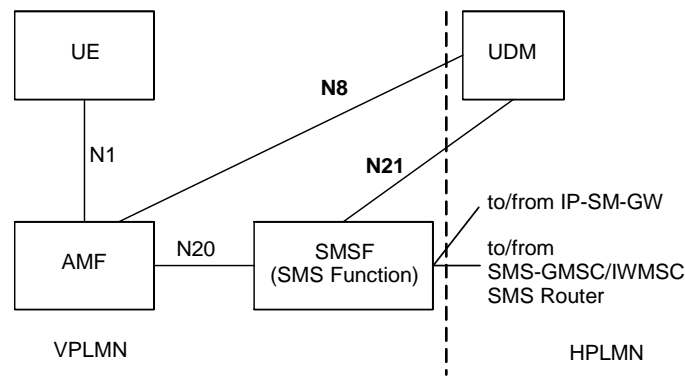 UE
UDM
N8
N1
N21
to/from IP-SM-GW
AMF
N20
SMSF
(SMS Function)
to/from
SMS-GMSC/IWMSC
SMS Router
VPLMN
HPLMN